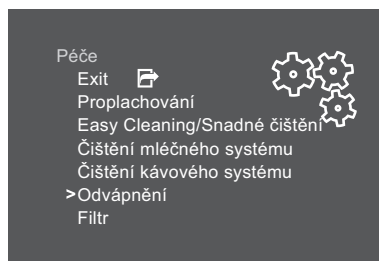 Péče
Exit
Proplachování
Easy Cleaning/Snadné čištění
Čištění mléčného systému
Čištění kávového systému
>Odvápnění
Filtr